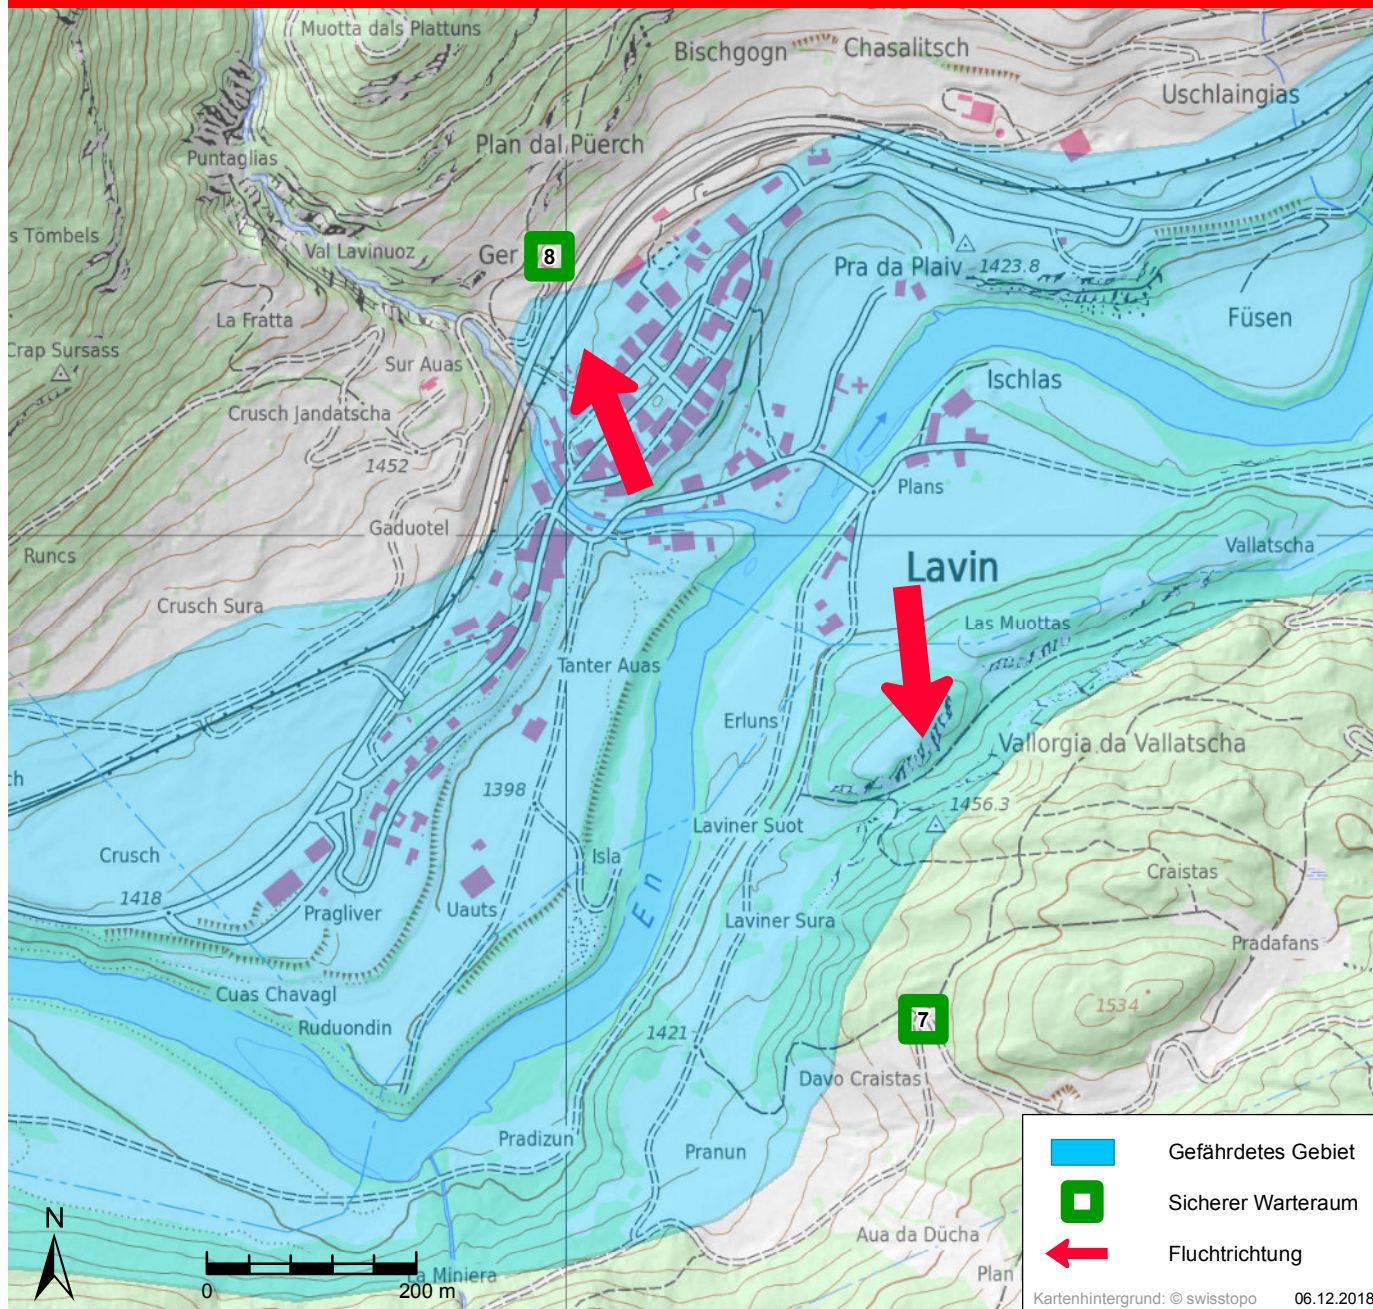 Muotta dals Plattuns
Bischgogn
Chasalitsch
Uschlaingias
Plan dal Püerch
Puntaglias
s Tömbels
Val Lavinuoz
Ger
8
Pra da Plaiv
1423.8
La Fratta
Füsen
Crap Sursass
Sur Auas
Ischlas
Crusch Jandatscha
1452
Plans
Gaduotel
Runcs
Lavin
Vallatscha
Crusch Sura
Las Muottas
Tanter Auas
Erluns
Vallorgia da Vallatscha
ch
1398
1456.3
Laviner Suot
Crusch
Isla
Craistas
1418
Pragliver
Uauts
En
Laviner Sura
Pradafans
Cuas Chavagl
1534
Ruduondin
7
1421
Davo Craistas
Pradizun
Pranun
Gefährdetes Gebiet
Sicherer Warteraum
N
Aua da Dücha
Fluchtrichtung
La Miniera
Plan
0 200 m
Kartenhintergrund: © swisstopo 06.12.2018